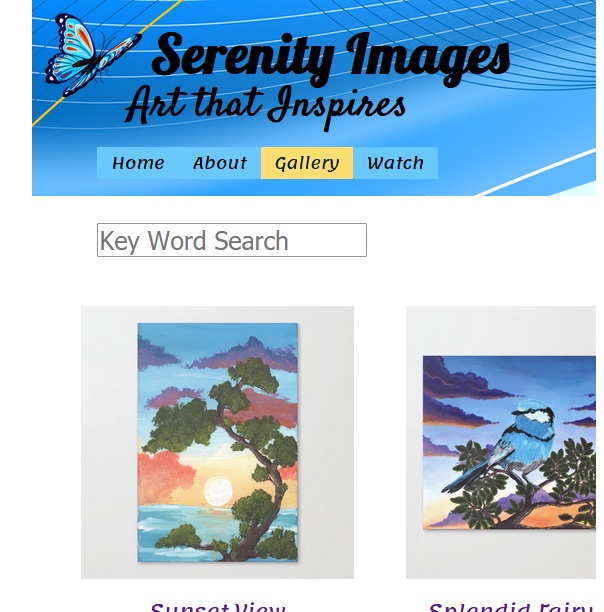 Serenity Images
Art that Inspires
Home About Gallery Watch
Key Word Search
Sunset View Splendid Fairy